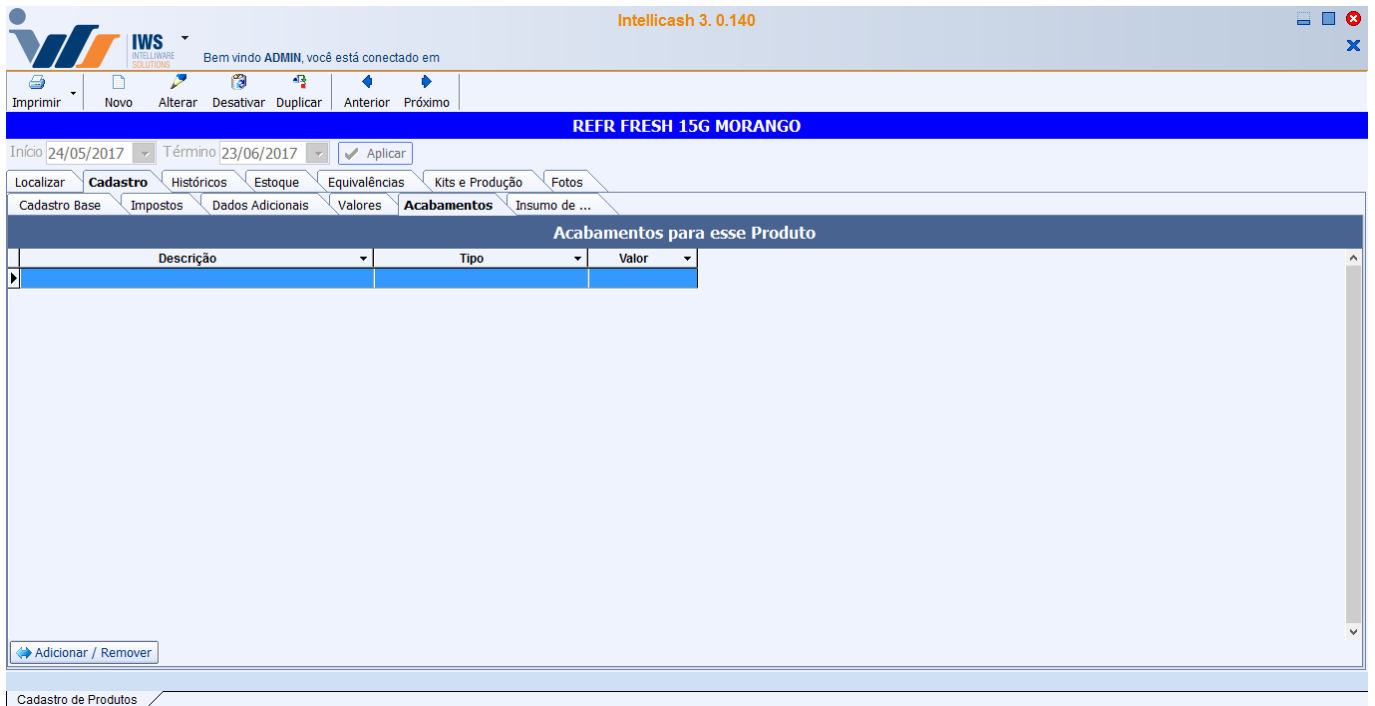 Intellicash 3. 0.140
IWS
INTELLIWARE
SOLUTIONS
Bem vindo ADMIN, você está conectado em
Imprimir Novo Alterar Desativar Duplicar Anterior Próximo
REFR FRESH 15G MORANGO
Início 24/05/2017 Término 23/06/2017 Aplicar
Localizar Cadastro Históricos Estoque Equivalências Kits e Produção Fotos
Cadastro Base Impostos Dados Adicionais Valores Acabamentos Insumo de ...
Acabamentos para esse Produto
Descrição Tipo Valor
Adicionar / Remover
Cadastro de Produtos